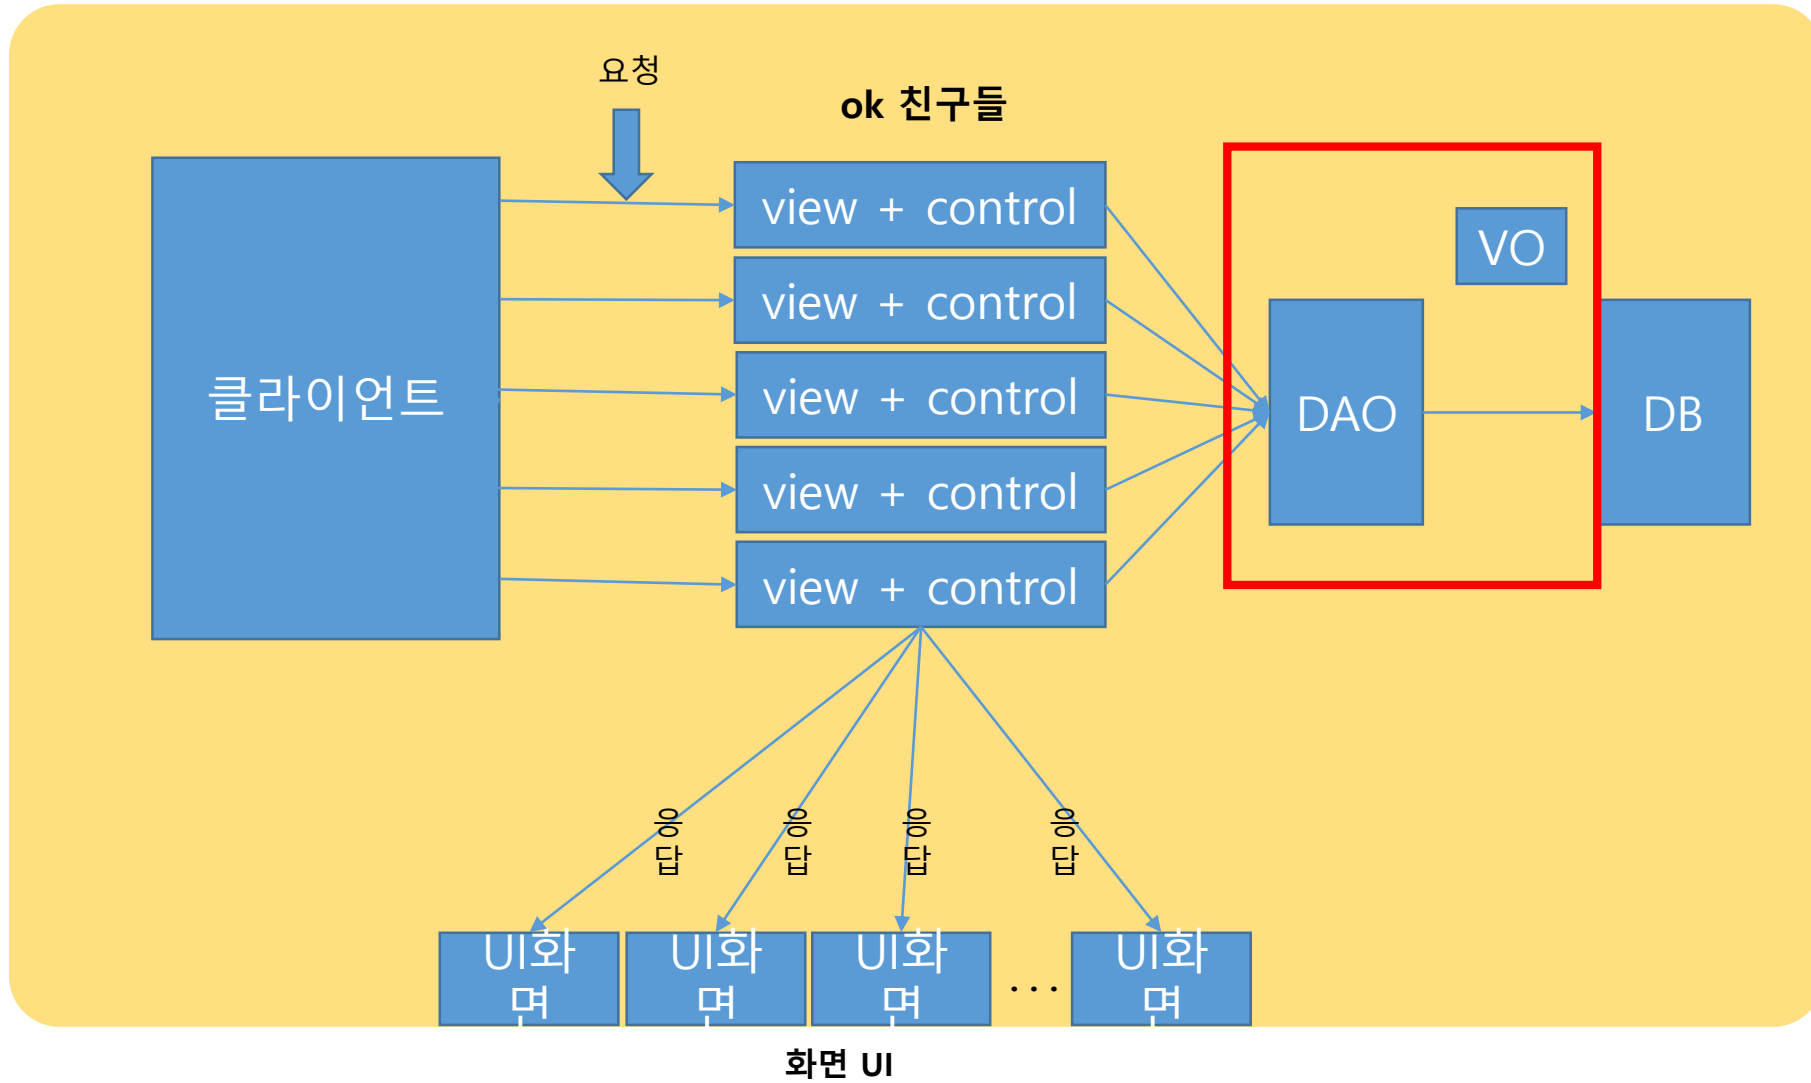 요청
ok 친구들
클라이언트
view + control
view + control
view + control
view + control
view + control
VO
DAO
DB
응
답
응
답
응
답
응
답
UI화
면
UI화
면
UI화
면
...
UI화
면
화면 UI